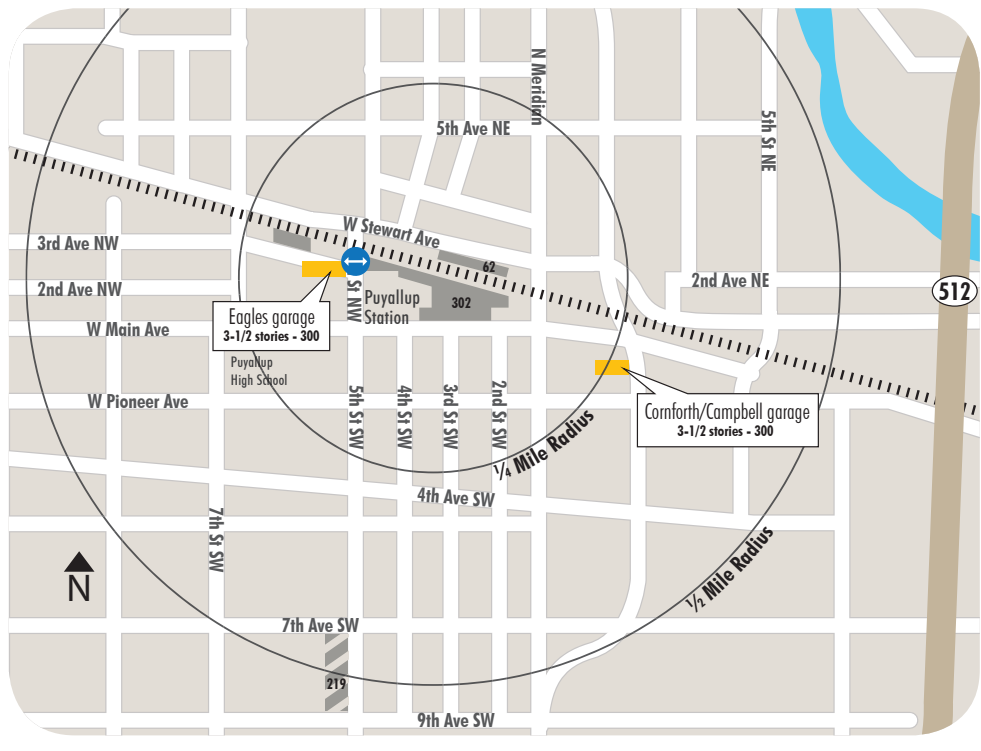 N Meridian
5th Ave NE
5th St NE
W Stewart Ave
3rd Ave NW
62
2nd Ave NE
2nd Ave NW
St NW
Puyallup
Station
302
512
Eagles garage
3-1/2 stories - 300
W Main Ave
Puyallup
High School
W Pioneer Ave
5th St SW
4th St SW
3rd St SW
2nd St SW
Cornforth/Campbell garage
3-1/2 stories - 300
¼ Mile Radius
4th Ave SW
7th St SW
½ Mile Radius
N
7th Ave SW
219
9th Ave SW